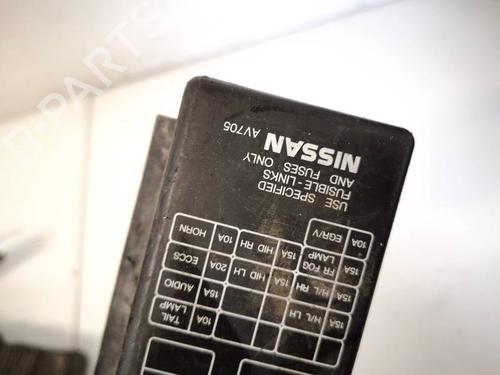 NISSAN AV705
USE SPECIFIED
FUSIBLE-LINKS
AND FUSES ONLY
10A EGR/V
15A FR FOG LAMP 15A HID RH 10A HORN
15A H/L RH 15A HID LH 20A ECCS
15A H/L LH 15A AUDIO
10A TAIL LAMP
B-PARTS